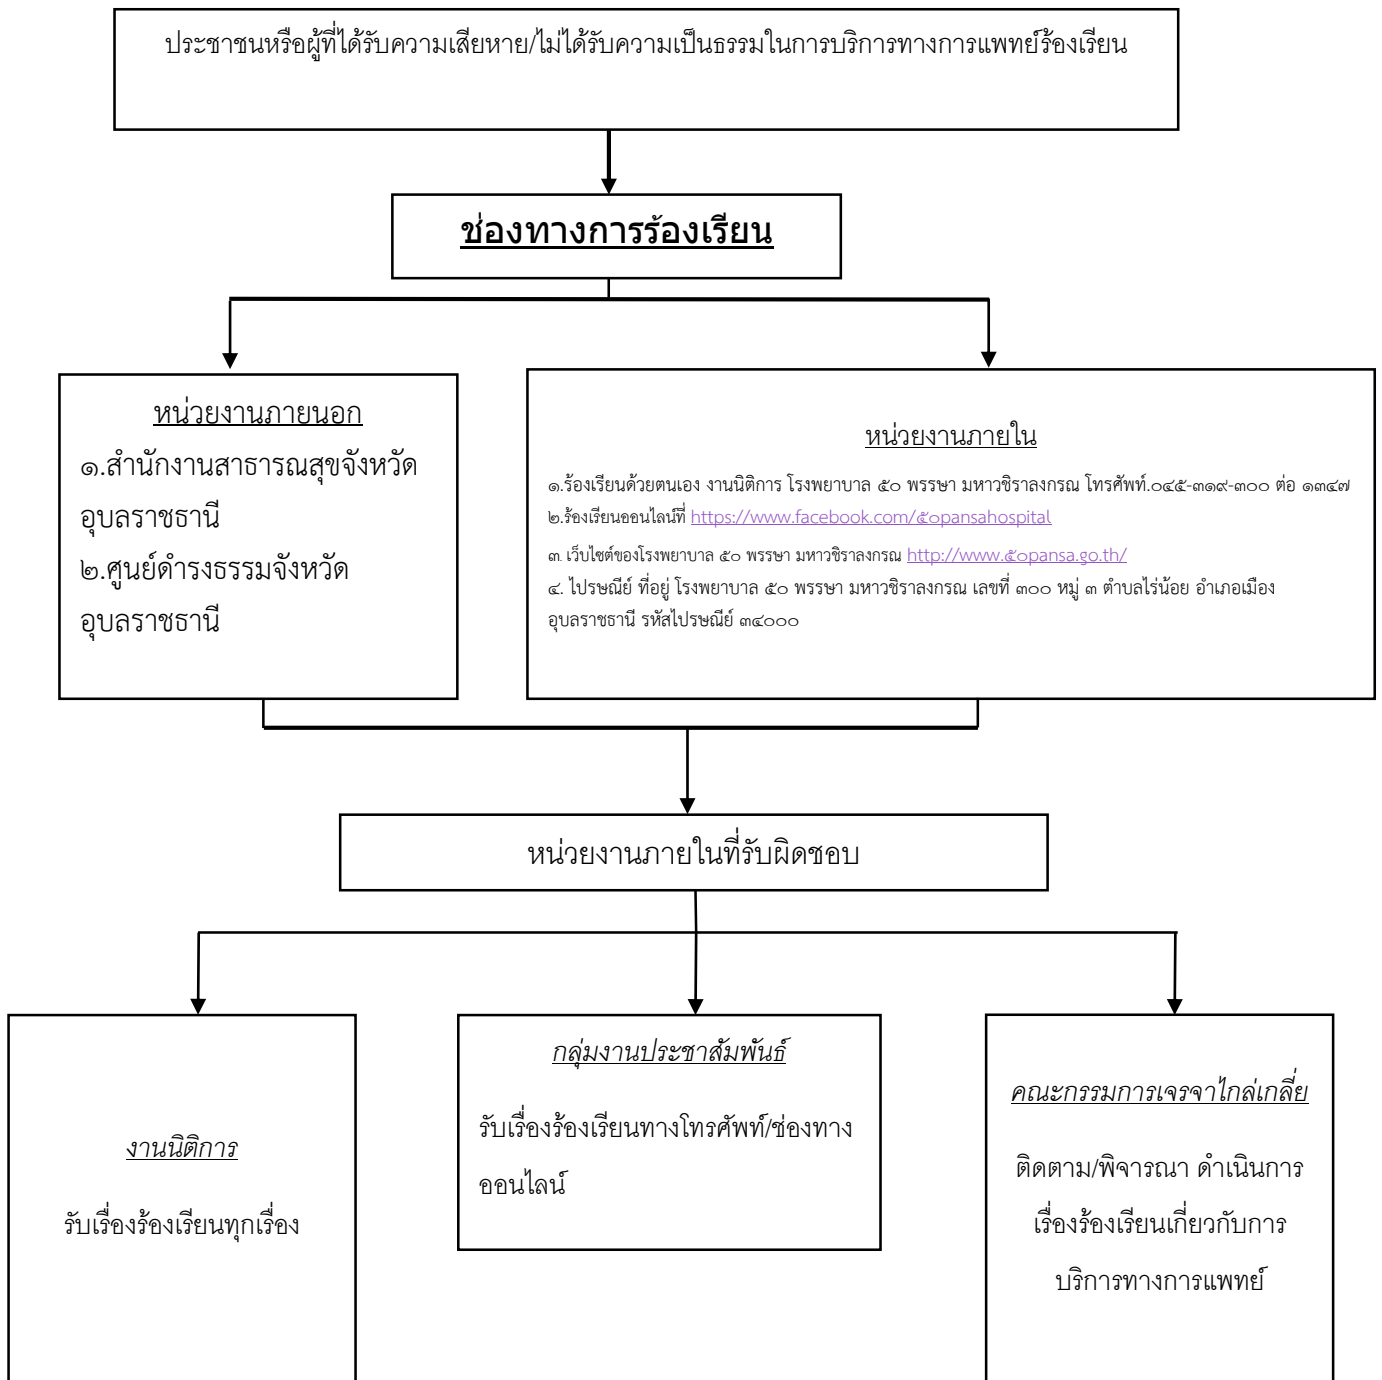 ประชาชนหรือผู้ที่ได้รับความเสียหาย/ไม่ได้รับความเป็นธรรมในการบริการทางการแพทย์ร้องเรียน
ช่องทางการร้องเรียน
หน่วยงานภายนอก
๑.สำนักงานสาธารณสุขจังหวัด
อุบลราชธานี
๒.ศูนย์ดำรงธรรมจังหวัด
อุบลราชธานี
หน่วยงานภายใน
๑.ร้องเรียนด้วยตนเอง งานนิติการ โรงพยาบาล ๕๐ พรรษา มหาวชิราลงกรณ โทรศัพท์.๐๔๕-๓๑๙-๓๐๐ ต่อ ๑๓๔๗
๒.ร้องเรียนออนไลน์ที่ https://www.facebook.com/๕๐pansahospital
๓. เว็บไซต์ของโรงพยาบาล ๕๐ พรรษา มหาวชิราลงกรณ http://www.๕๐pansa.go.th/
๔. ไปรษณีย์ ที่อยู่ โรงพยาบาล ๕๐ พรรษา มหาวชิราลงกรณ เลขที่ ๓๐๐ หมู่ ๓ ตำบลไร่น้อย อำเภอเมือง
อุบลราชธานี รหัสไปรษณีย์ ๓๔๐๐๐
หน่วยงานภายในที่รับผิดชอบ
งานนิติการ
รับเรื่องร้องเรียนทุกเรื่อง
กลุ่มงานประชาสัมพันธ์
รับเรื่องร้องเรียนทางโทรศัพท์/ช่องทาง
ออนไลน์
คณะกรรมการเจรจาไกล่เกลี่ย
ติดตาม/พิจารณา ดำเนินการ
เรื่องร้องเรียนเกี่ยวกับการ
บริการทางการแพทย์